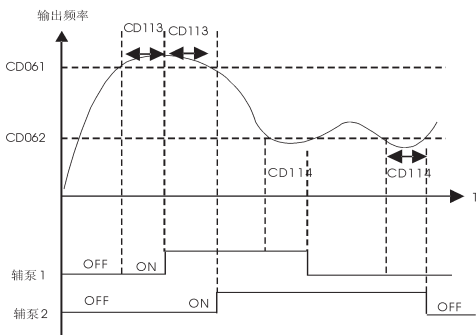 输出频率
CD113 CD113
CD061
CD062
CD114 CD114
T
OFF ON
辅泵1
OFF ON OFF
辅泵2